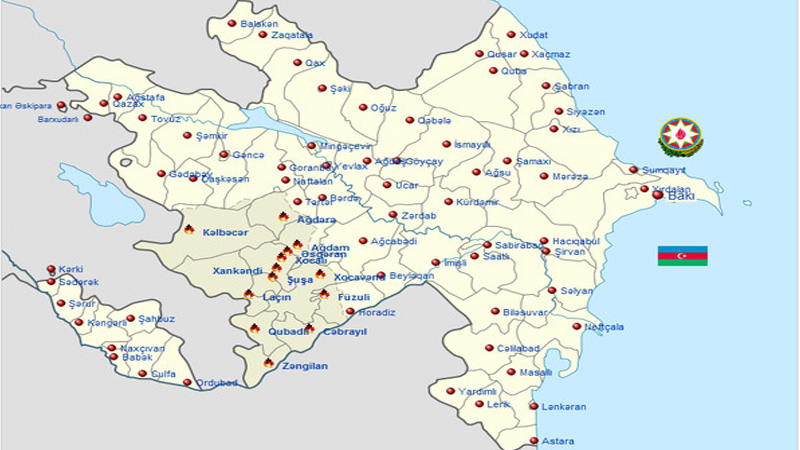 Balakən
Zaqatala
Xudat
Qax
Qusar
Xaçmaz
Quba
Şəki
Şabran
Ağstafa
Qazax
Oğuz
Siyəzən
Barxudarlı
Tovuz
Qəbələ
Xızı
Şəmkir
Mingəçevir
İsmayıllı
Gəncə
Goranboy
Yevlax
Ağdaş
Göyçay
Şamaxı
Sumqayıt
Gədəbəy
Daşkəsən
Naftalan
Ucar
Ağsu
Mərəzə
Xırdalan
Bakı
Tərtər
Bərdə
Zərdab
Kürdəmir
Ağdərə
Kəlbəcər
Ağdam
Əsgəran
Xocalı
Ağcabədi
Sabirabad
Hacıqabul
Şirvan
Saatlı
İmişli
Xankəndi
Şuşa
Xocavənd
Beyləqan
Kərki
Sədərək
Laçın
Füzuli
Salyan
Şərur
Şahbuz
Kəngərli
Horadiz
Biləsuvar
Neftçala
Qubadlı
Cəbrayıl
Naxçıvan
Babək
Cəlilabad
Zəngilan
Culfa
Ordubad
Masallı
Yardımlı
Lerik
Lənkəran
Astara